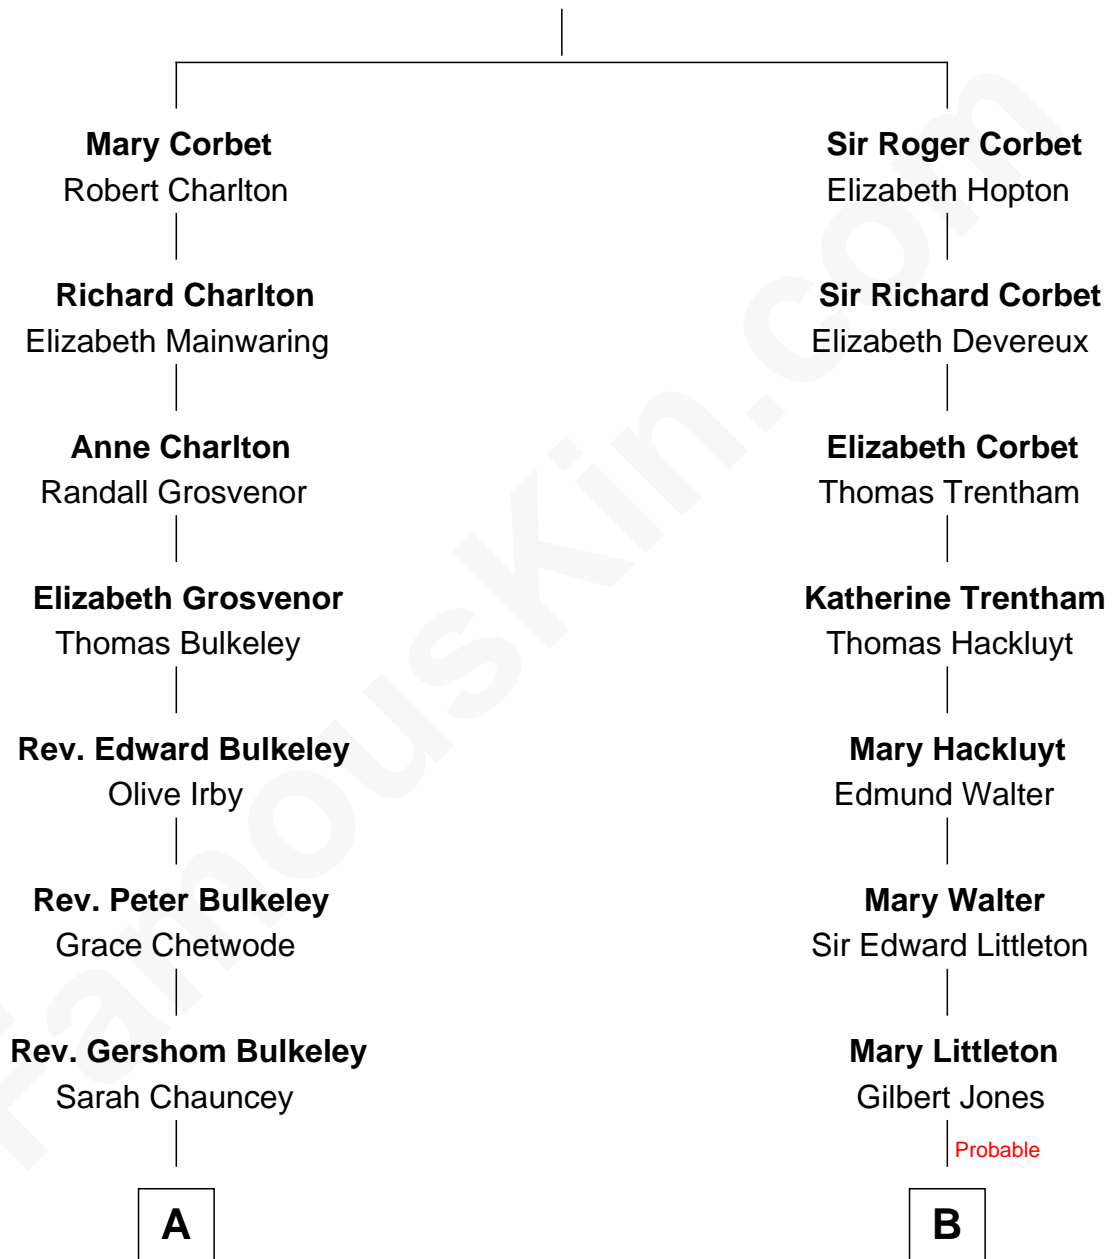 Mary Corbet
Robert Charlton
Richard Charlton
Elizabeth Mainwaring
Anne Charlton
Randall Grosvenor
Elizabeth Grosvenor
Thomas Bulkeley
Rev. Edward Bulkeley
Olive Irby
Rev. Peter Bulkeley
Grace Chetwode
Rev. Gershom Bulkeley
Sarah Chauncey
A
Sir Roger Corbet
Elizabeth Hopton
Sir Richard Corbet
Elizabeth Devereux
Elizabeth Corbet
Thomas Trentham
Katherine Trentham
Thomas Hackluyt
Mary Hackluyt
Edmund Walter
Mary Walter
Sir Edward Littleton
Mary Littleton
Gilbert Jones
Probable
B
FamousKin.com